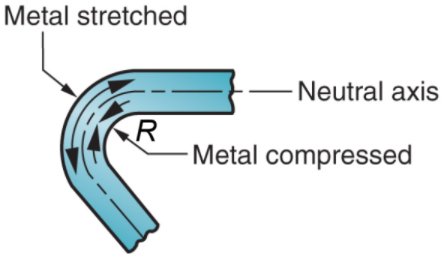 Metal stretched
Neutral axis
R
Metal compressed